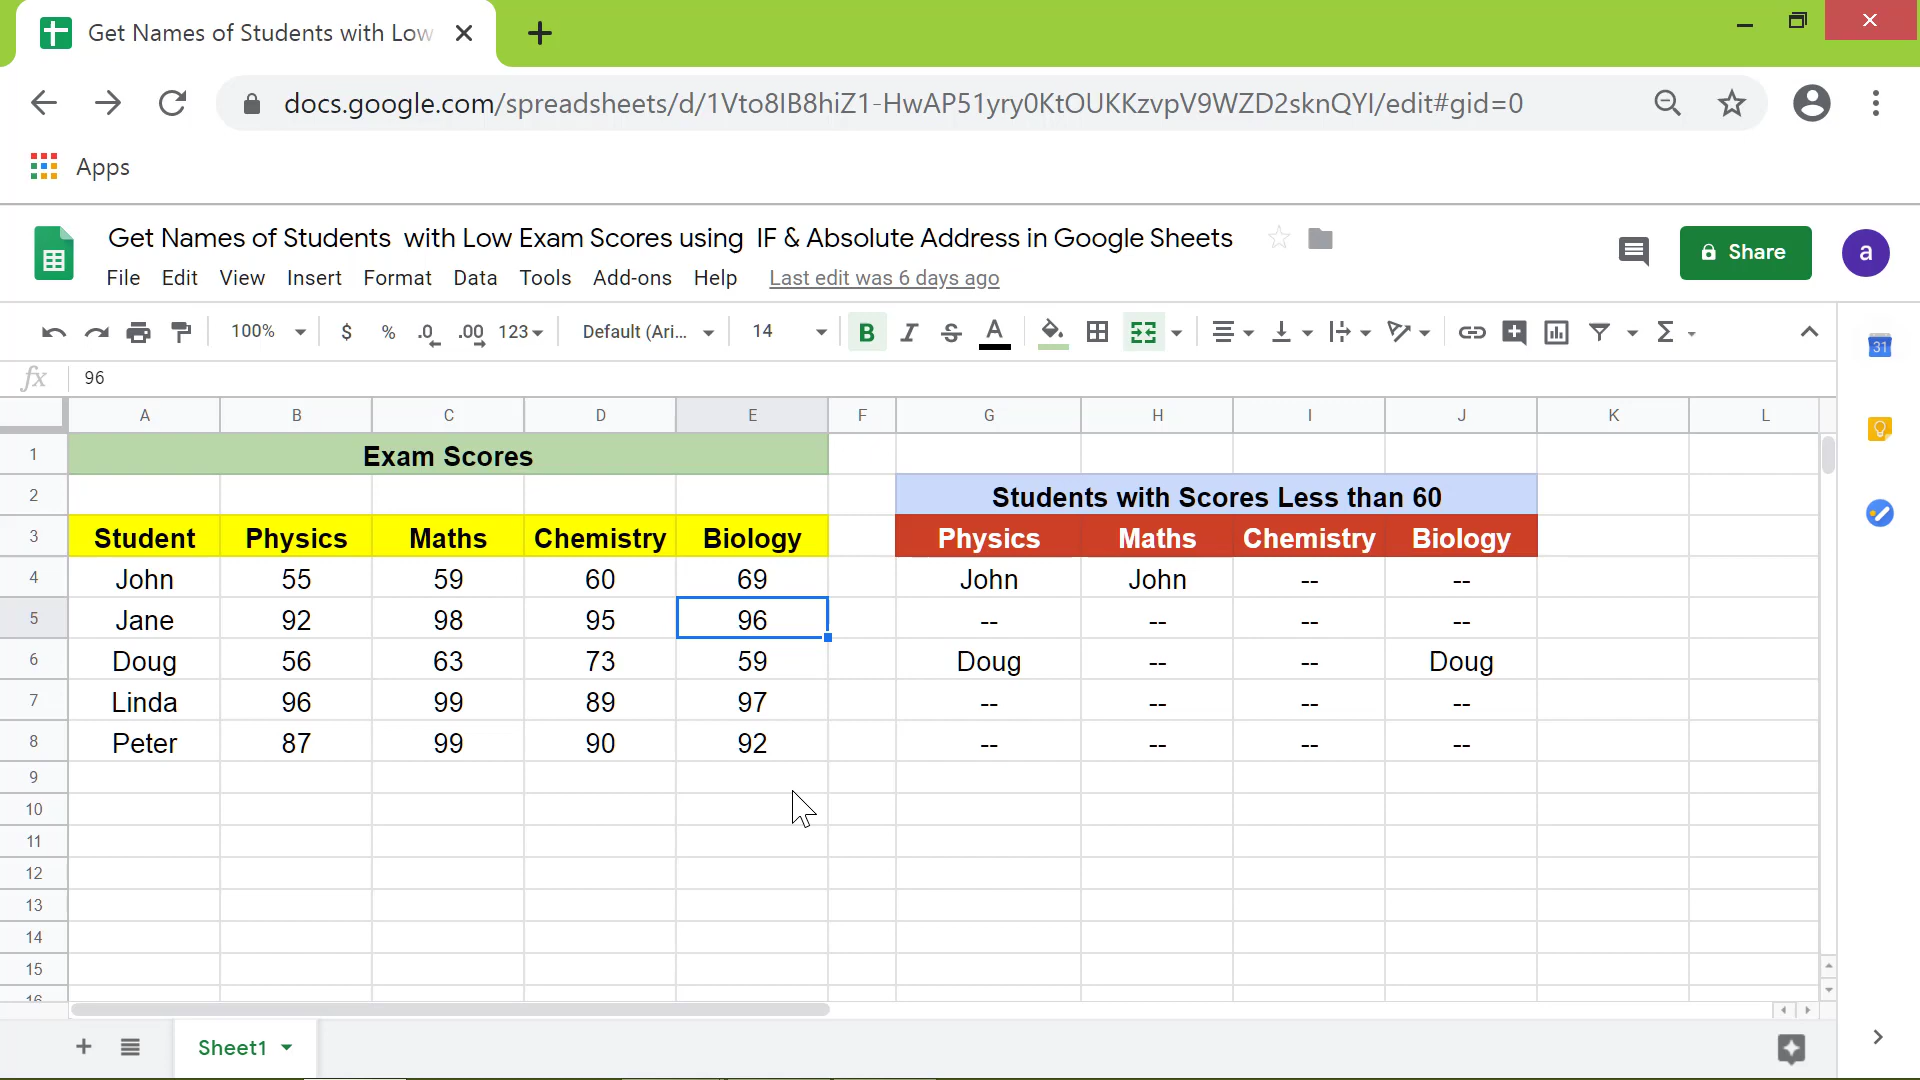 Get Names of Students with Low
docs.google.com/spreadsheets/d/1Vto8IB8hiZ1-HwAP51yry0KtOUKKzvpV9WZD2sknQYI/edit#gid=0
Apps
Get Names of Students with Low Exam Scores using IF & Absolute Address in Google Sheets
Share
a
File Edit View Insert Format Data Tools Add-ons Help Last edit was 6 days ago
100% $ % .0 .00 123 Default (Ari... 14 B I S A Σ
31
fx 96
A B C D E F G H I J K L
1 Exam Scores
2 Students with Scores Less than 60
3 Student Physics Maths Chemistry Biology Physics Maths Chemistry Biology
4 John 55 59 60 69 John John -- --
5 Jane 92 98 95 96 -- -- -- --
6 Doug 56 63 73 59 Doug -- -- Doug
7 Linda 96 99 89 97 -- -- -- --
8 Peter 87 99 90 92 -- -- -- --
9
10
11
12
13
14
15
16
Sheet1